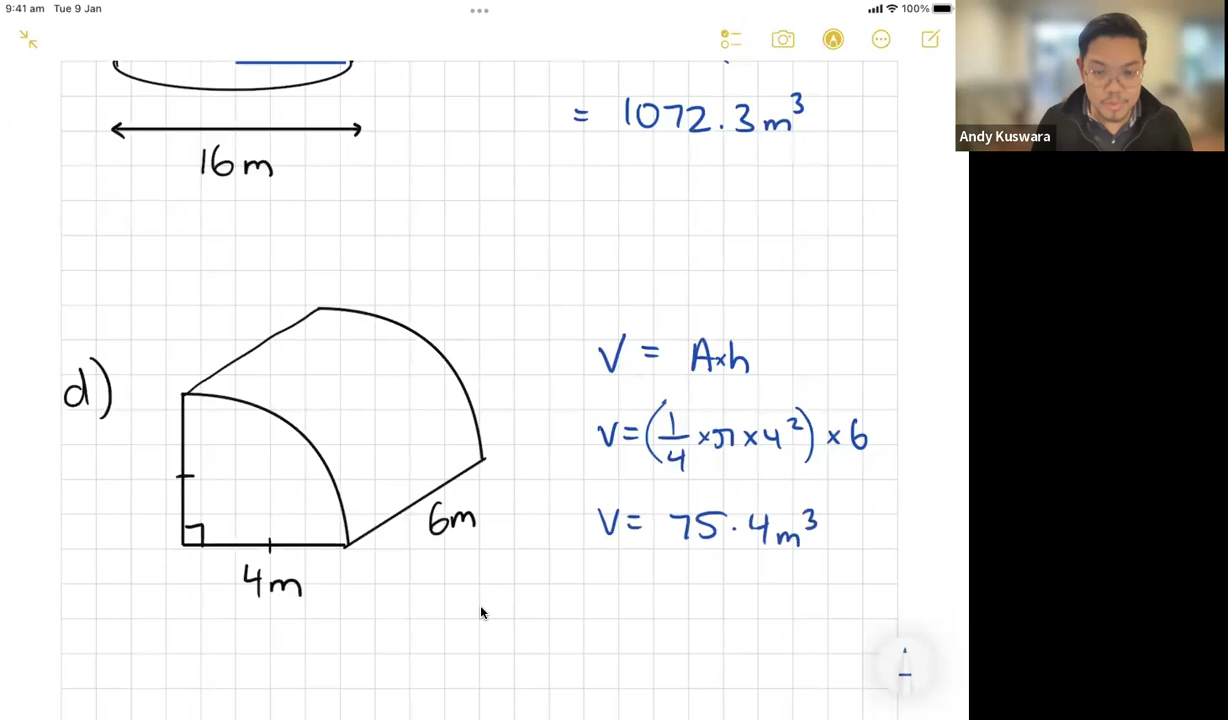 9:41 am Tue 9 Jan
100%
Andy Kuswara
= 1072.3 m³
16 m
d)
V = A×h
V = (1/4 × π × 4²) × 6
6m
V = 75.4 m³
4 m